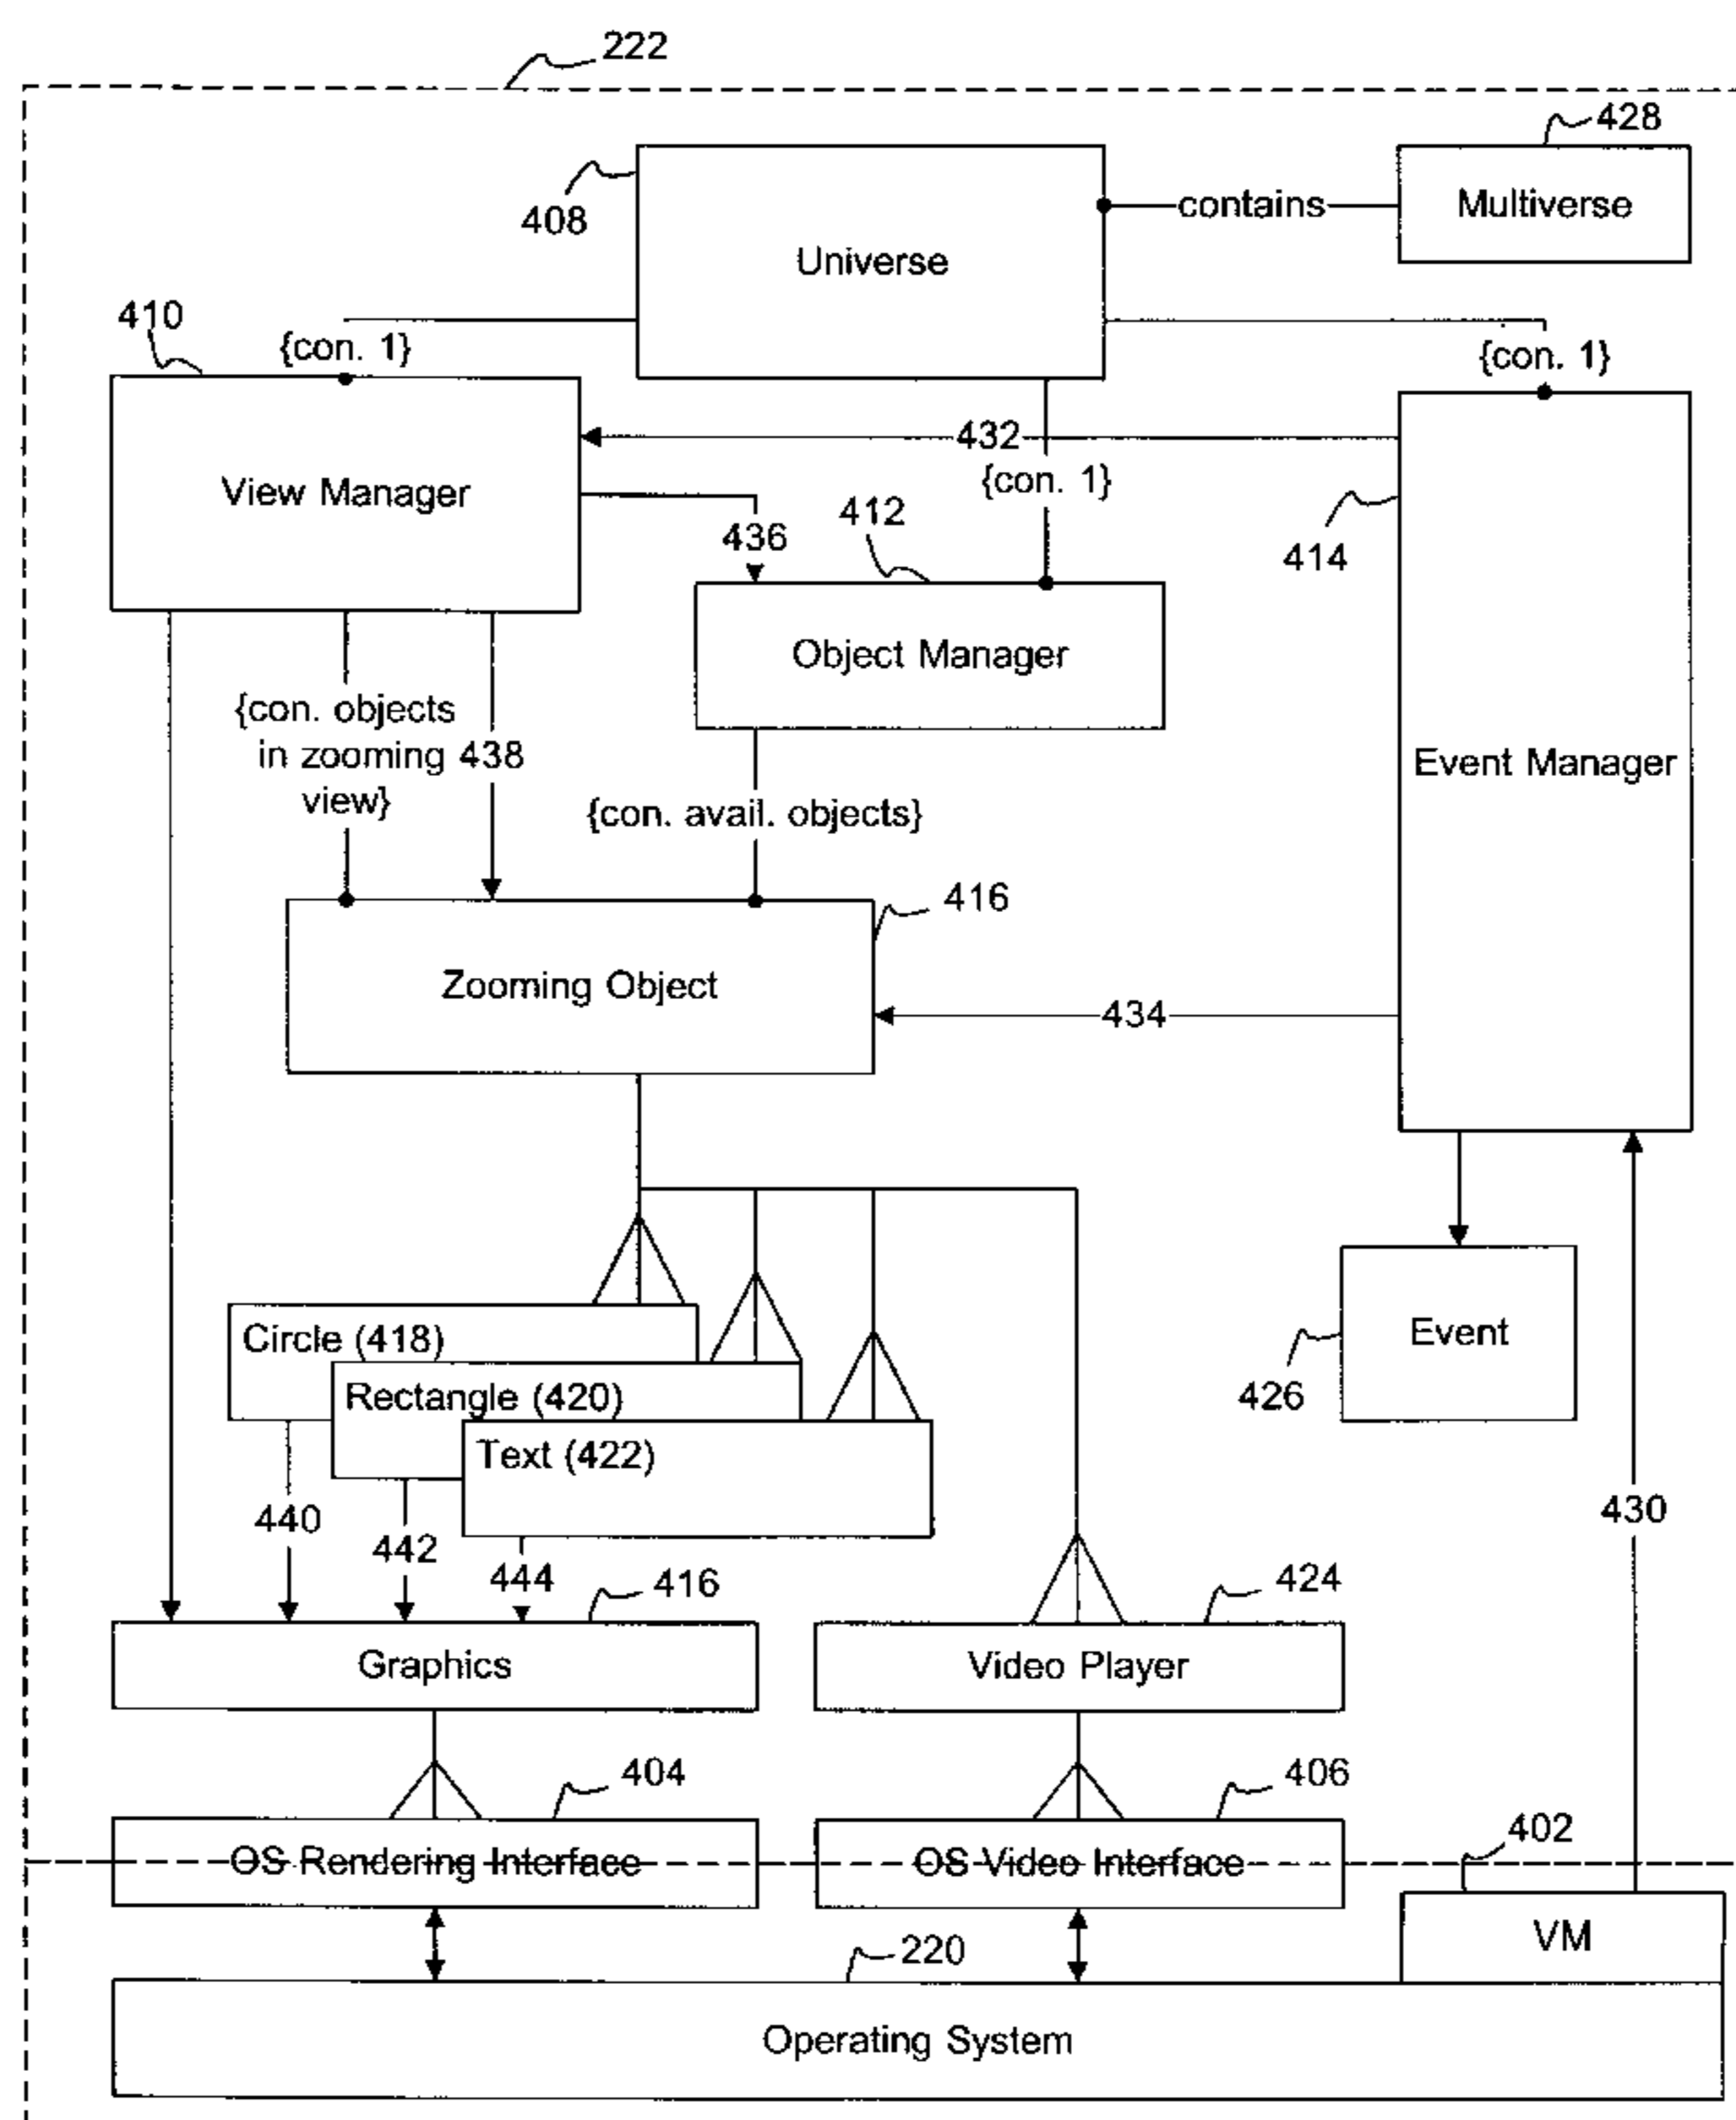 222
428
408
contains
Multiverse
Universe
410
{con. 1}
{con. 1}
432
{con. 1}
View Manager
436
412
414
Object Manager
{con. objects
in zooming
view}
438
{con. avail. objects}
Event Manager
416
Zooming Object
434
Circle (418)
Rectangle (420)
Text (422)
Event
426
440
442
444
430
416
424
Graphics
Video Player
404
406
402
OS Rendering Interface
OS Video Interface
VM
220
Operating System